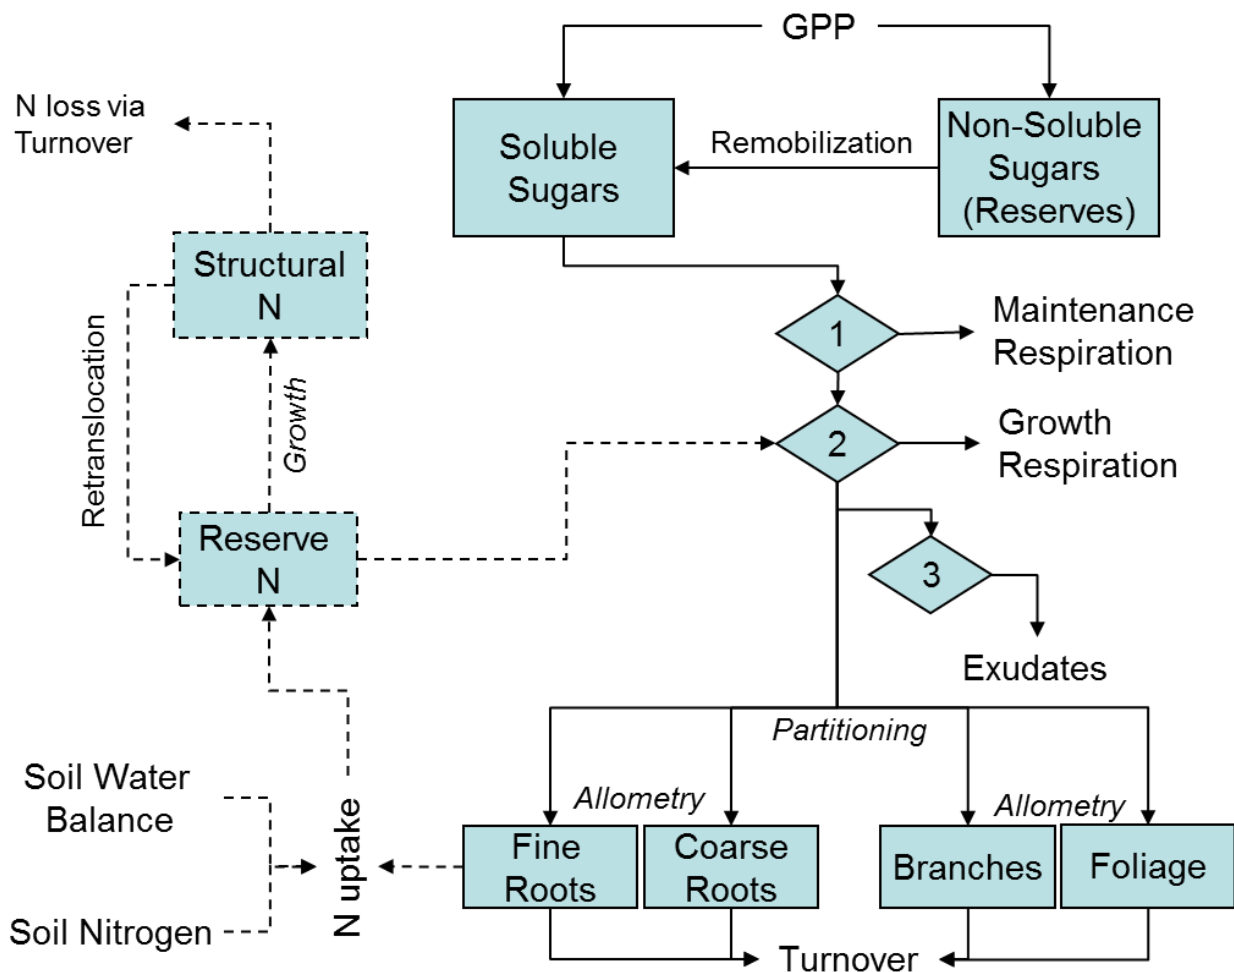 GPP
N loss via
Turnover
Soluble
Sugars
Remobilization
Non-Soluble
Sugars
(Reserves)
Structural
N
1
Maintenance
Respiration
Retranslocation
Growth
2
Growth
Respiration
Reserve
N
3
Exudates
Partitioning
Soil Water
Balance
Allometry
Allometry
N uptake
Fine
Roots
Coarse
Roots
Branches
Foliage
Soil Nitrogen
Turnover